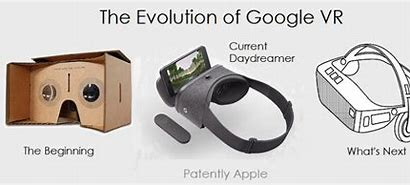 The Evolution of Google VR
Current
Daydreamer
The Beginning
What's Next
Patently Apple